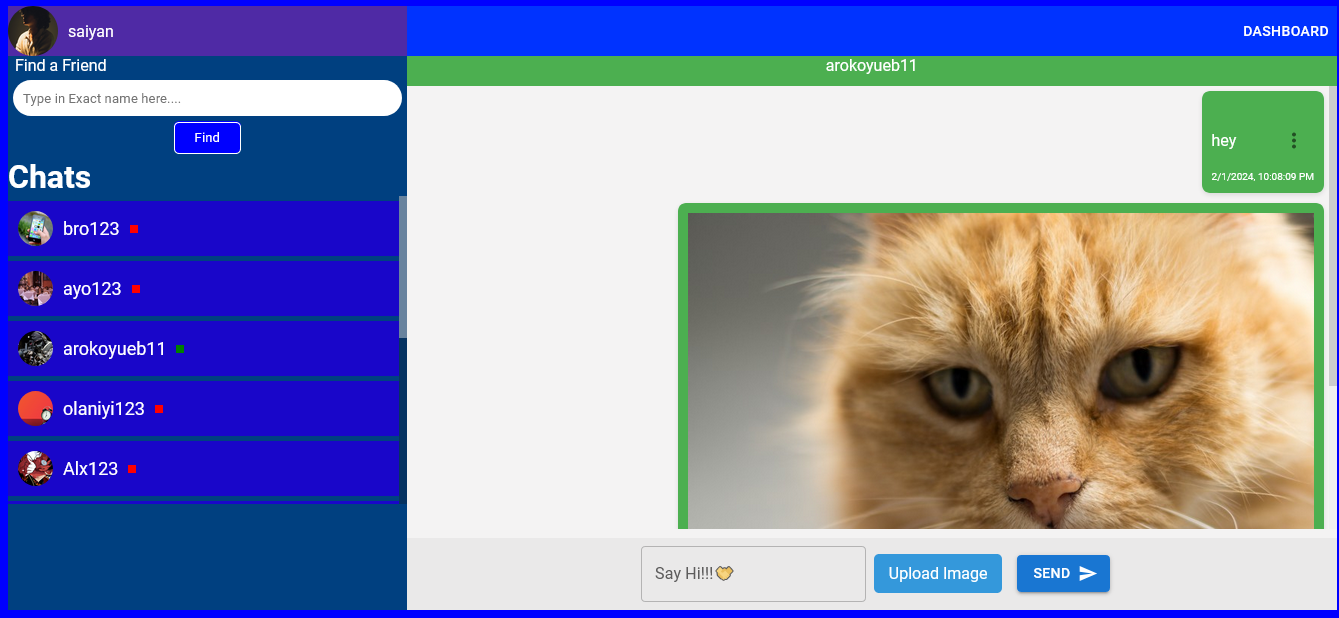 saiyan
DASHBOARD
Find a Friend
Type in Exact name here....
Find
Chats
bro123
ayo123
arokoyueb11
olaniyi123
Alx123
arokoyueb11
hey
2/1/2024, 10:08:09 PM
Say Hi!!!
Upload Image
SEND